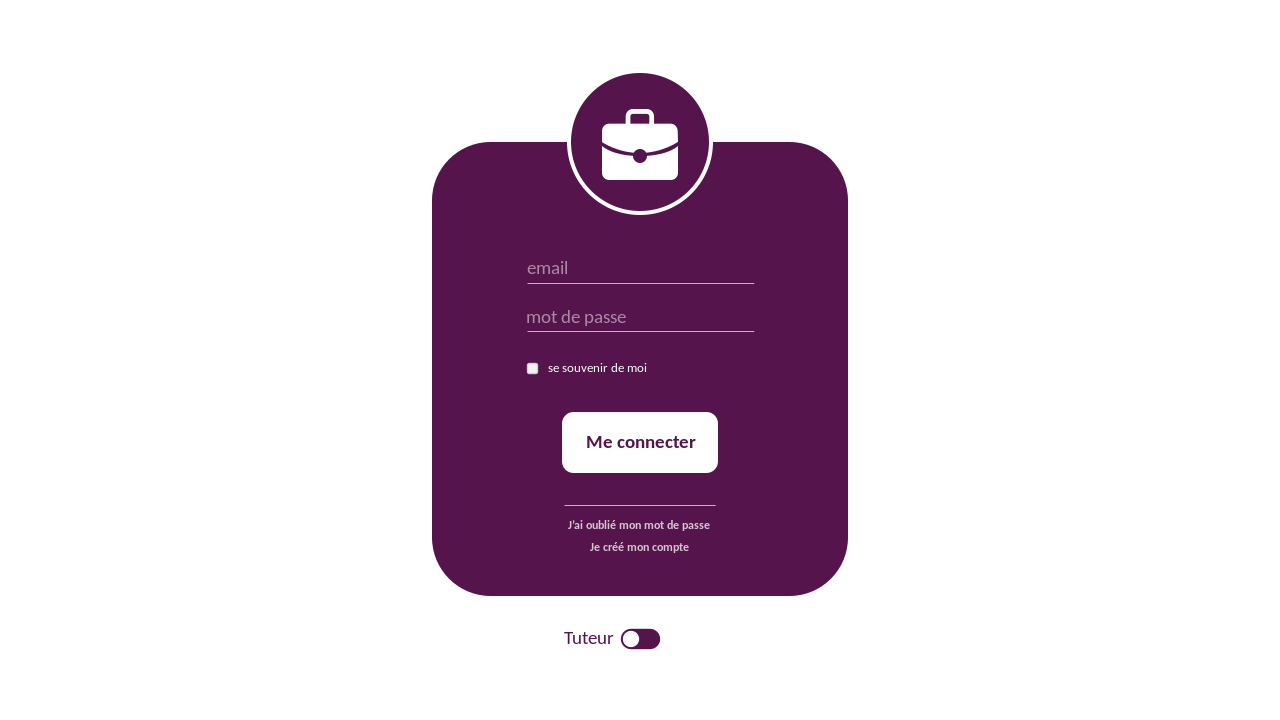 email
mot de passe
se souvenir de moi
Me connecter
J'ai oublié mon mot de passe
Je créé mon compte
Tuteur